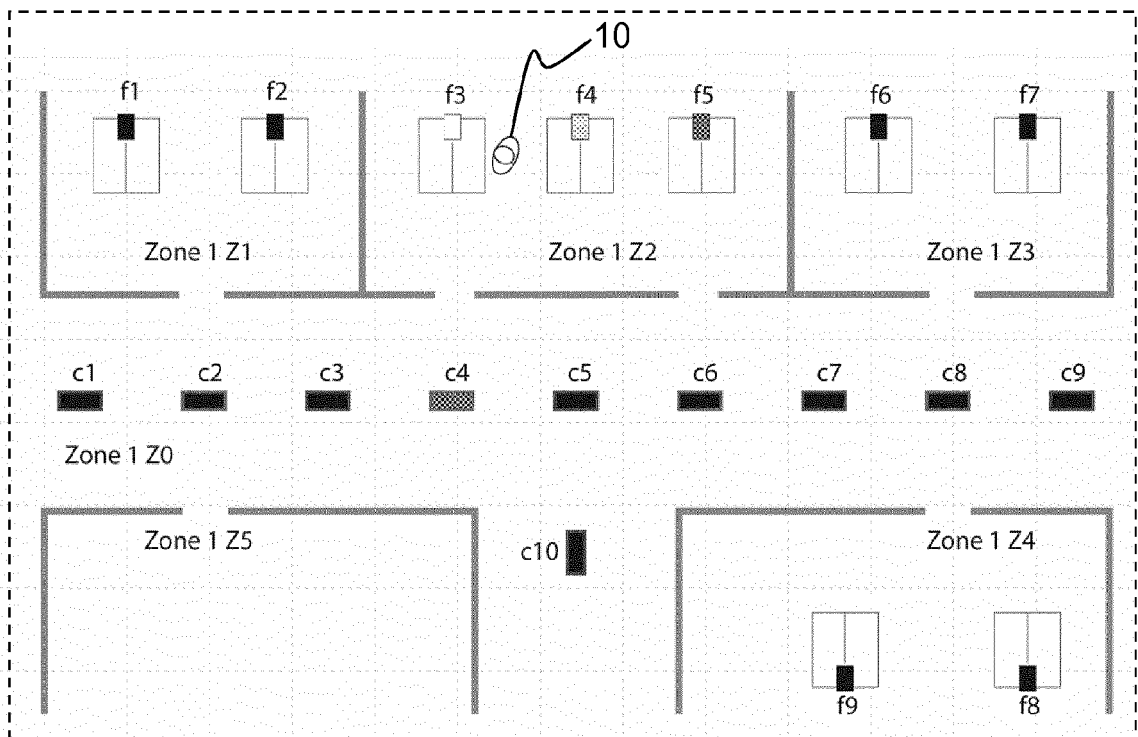 10
f1 f2 f3 f4 f5 f6 f7
Zone 1 Z1 Zone 1 Z2 Zone 1 Z3
c1 c2 c3 c4 c5 c6 c7 c8 c9
Zone 1 Z0
Zone 1 Z5 Zone 1 Z4
c10
f9 f8